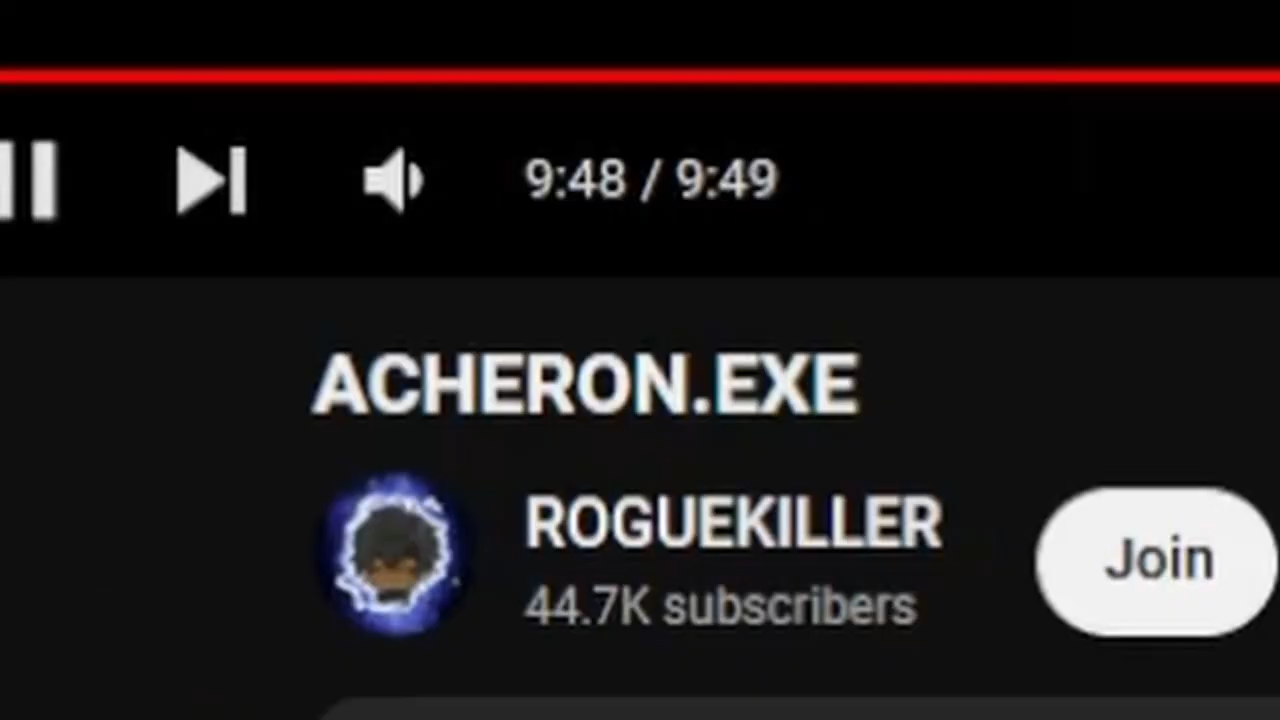 9:48 / 9:49
ACHERON.EXE
ROGUEKILLER
Join
44.7K subscribers